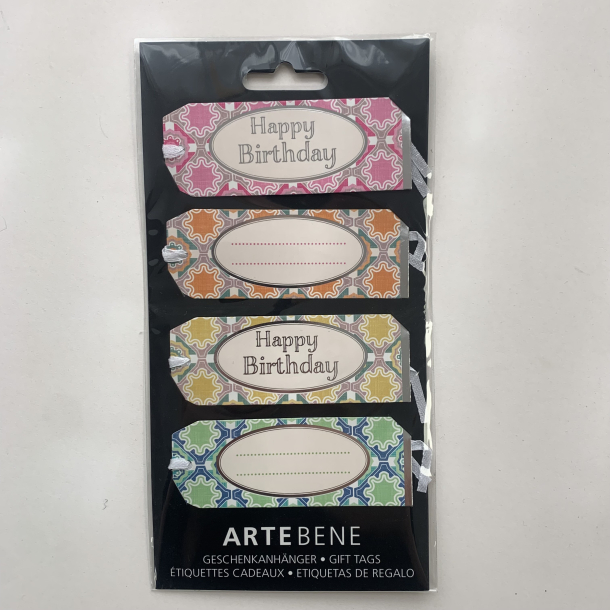 Happy
Birthday
Happy
Birthday
ARTEBENE
GESCHENKANHÄNGER • GIFT TAGS
ÉTIQUETTES CADEAUX • ETIQUETAS DE REGALO